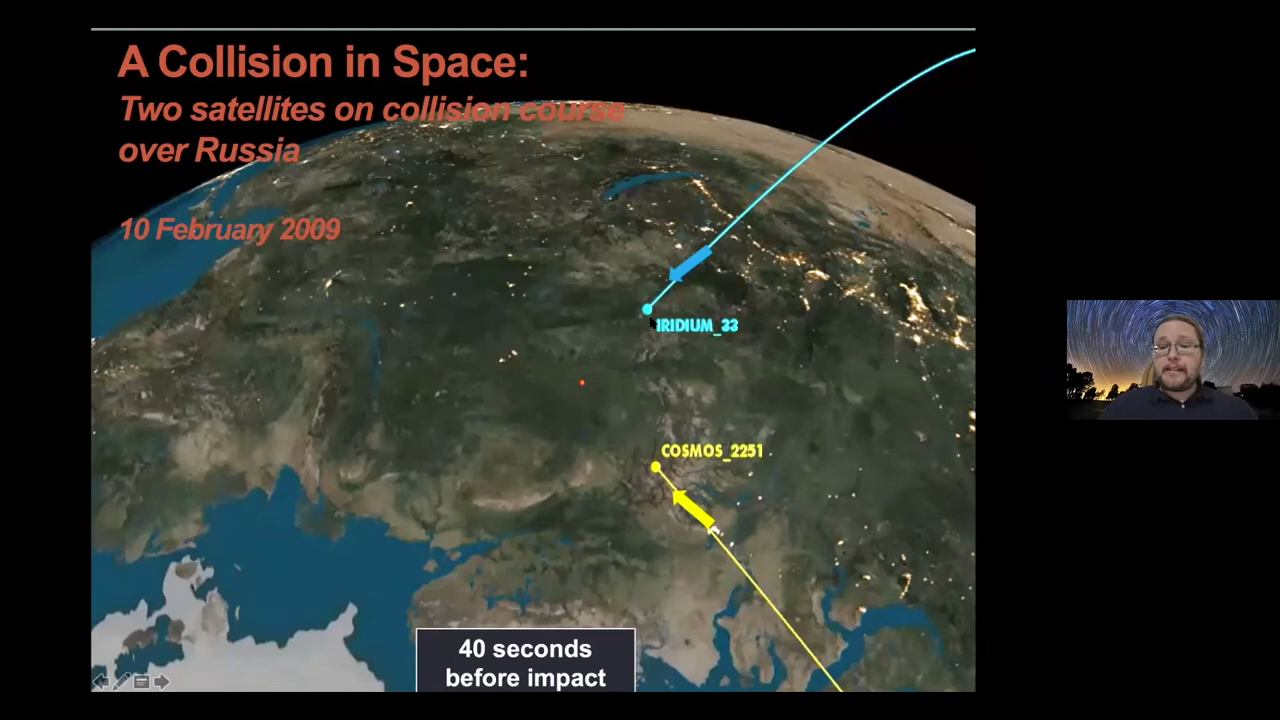 A Collision in Space:
Two satellites on collision course
over Russia
10 February 2009
IRIDIUM_33
COSMOS_2251
40 seconds
before impact